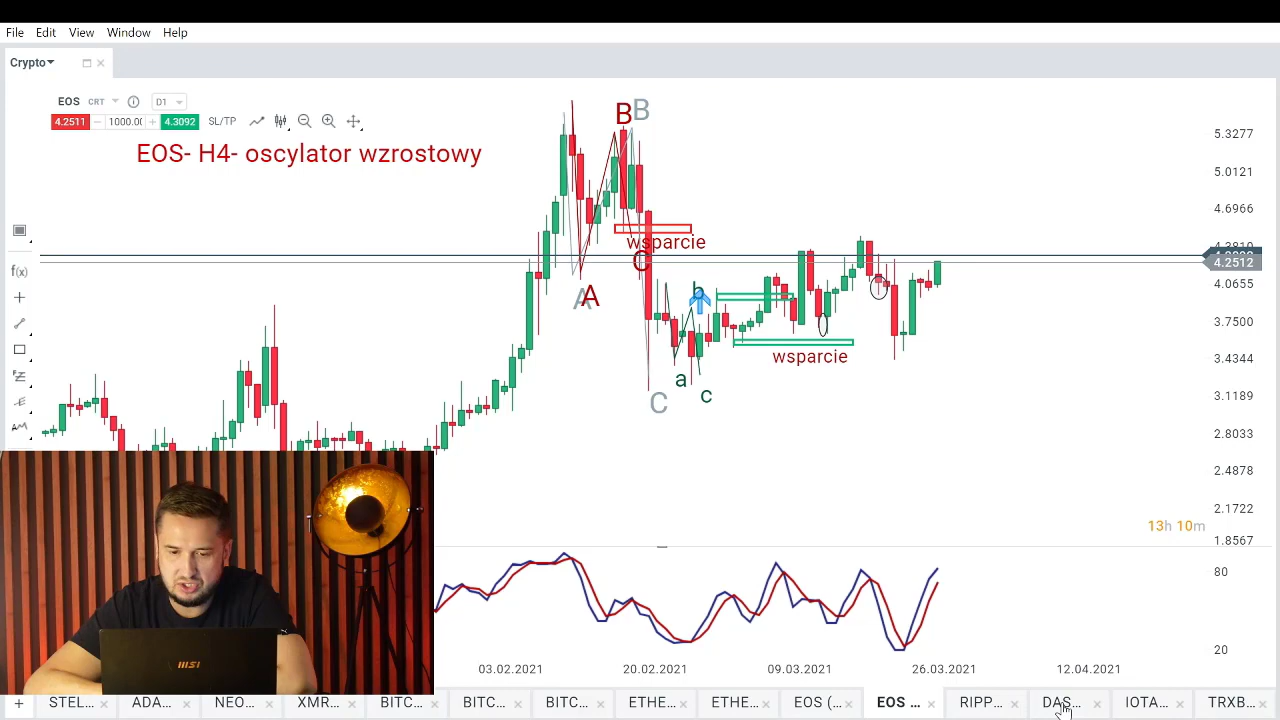 File Edit View Window Help
Crypto
EOS CRT D1
4.2511 1000.00 4.3092 SL/TP
EOS- H4- oscylator wzrostowy
B B
wsparcie
C
A A
b
wsparcie
a
c
C
f(x)
5.3277
5.0121
4.6966
4.2512
4.0655
3.7500
3.4344
3.1189
2.8033
2.4878
2.1722
1.8567
13h 10m
80
20
msi
03.02.2021 20.02.2021 09.03.2021 26.03.2021 12.04.2021
STEL... ADA... NEO... XMR... BITC... BITC... BITC... ETHE... ETHE... EOS (... EOS ... RIPP... DAS... IOTA... TRXB...